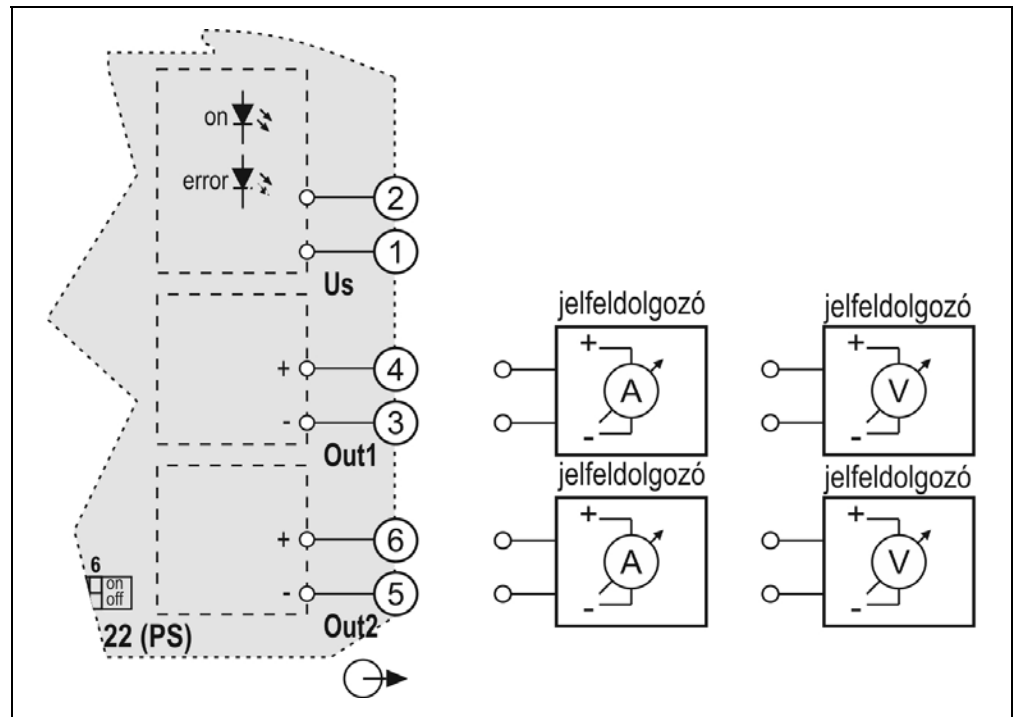 on
error
2
1
Us
jelfeldolgozó jelfeldolgozó
+ 4
+ A - + V -
- 3
Out1
jelfeldolgozó jelfeldolgozó
+ 6
+ A - + V -
- 5
6
on
off
Out2
22 (PS)